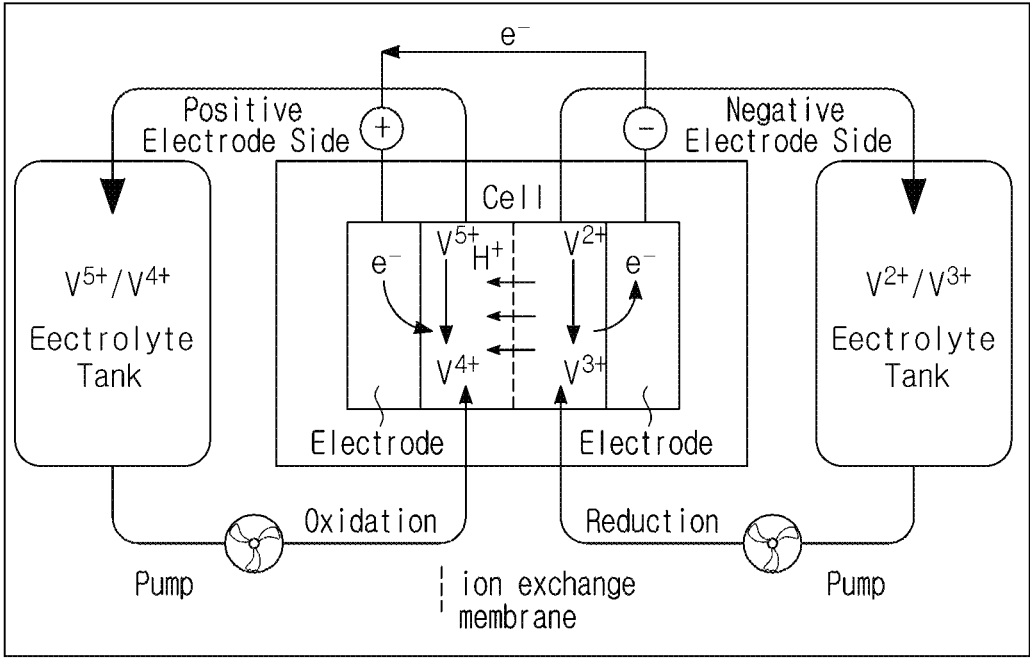 e⁻
Positive
Electrode Side
+
−
Negative
Electrode Side
Cell
V⁵⁺/V⁴⁺
Eectrolyte
Tank
e⁻
V⁵⁺
H⁺
V⁴⁺
V²⁺
V³⁺
e⁻
V²⁺/V³⁺
Eectrolyte
Tank
Electrode
Electrode
Oxidation
Reduction
Pump
ion exchange
membrane
Pump